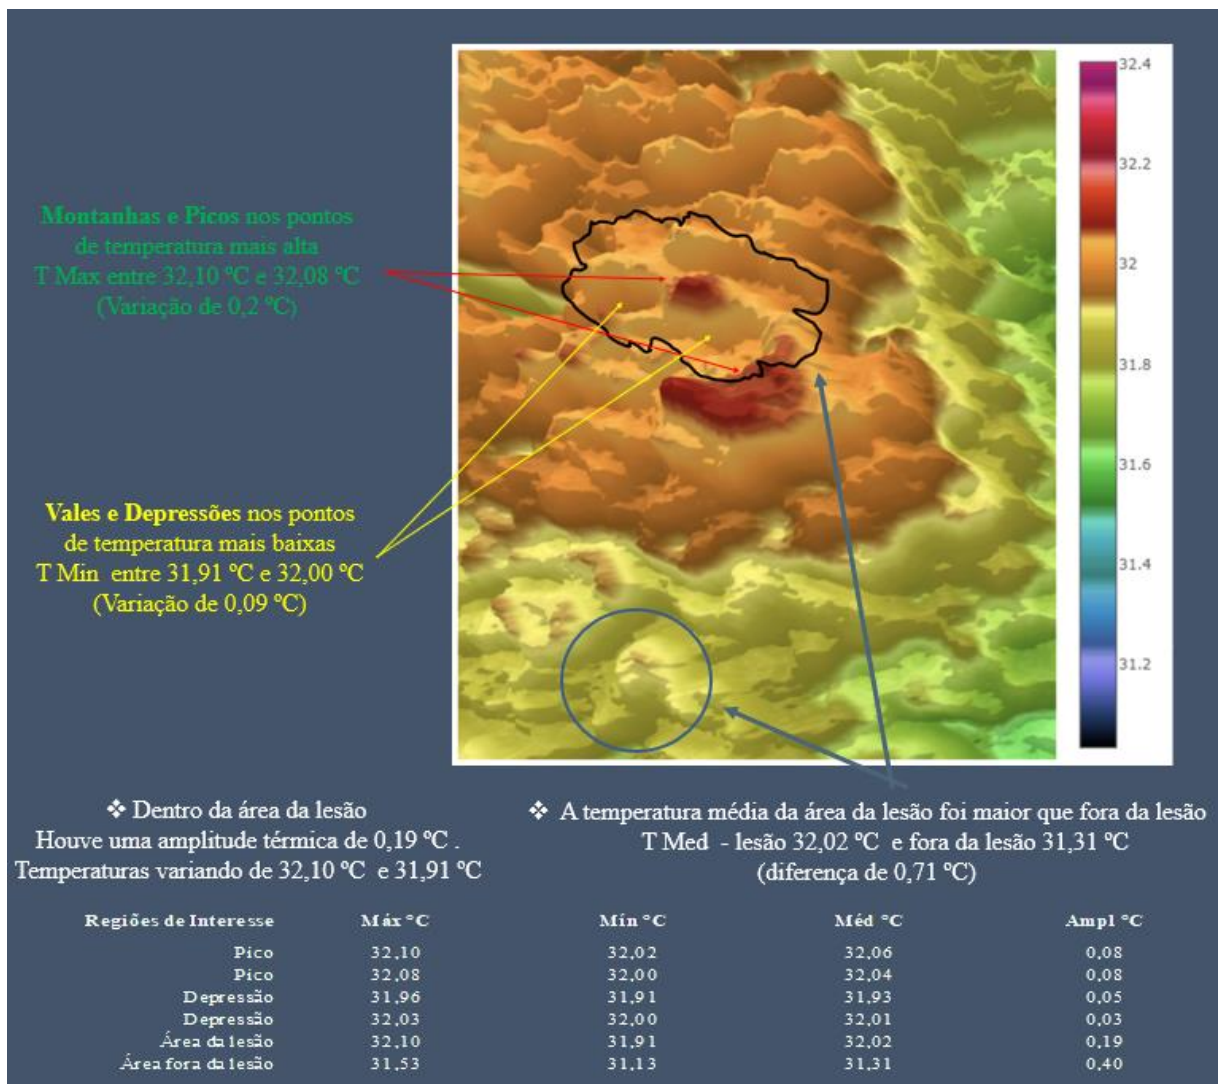 32.4
32.2
32
31.8
31.6
31.4
31.2
Montanhas e Picos nos pontos
de temperatura mais alta
T Max entre 32,10 ºC e 32,08 ºC
(Variação de 0,2 ºC)
Vales e Depressões nos pontos
de temperatura mais baixas
T Min entre 31,91 ºC e 32,00 ºC
(Variação de 0,09 ºC)
❖ Dentro da área da lesão
Houve uma amplitude térmica de 0,19 ºC .
Temperaturas variando de 32,10 ºC e 31,91 ºC
❖ A temperatura média da área da lesão foi maior que fora da lesão
T Med - lesão 32,02 ºC e fora da lesão 31,31 ºC
(diferença de 0,71 ºC)
Regiões de Interesse Máx °C Mín °C Méd °C Ampl °C
Pico 32,10 32,02 32,06 0,08
Pico 32,08 32,00 32,04 0,08
Depressão 31,96 31,91 31,93 0,05
Depressão 32,03 32,00 32,01 0,03
Área da lesão 32,10 31,91 32,02 0,19
Área fora da lesão 31,53 31,13 31,31 0,40